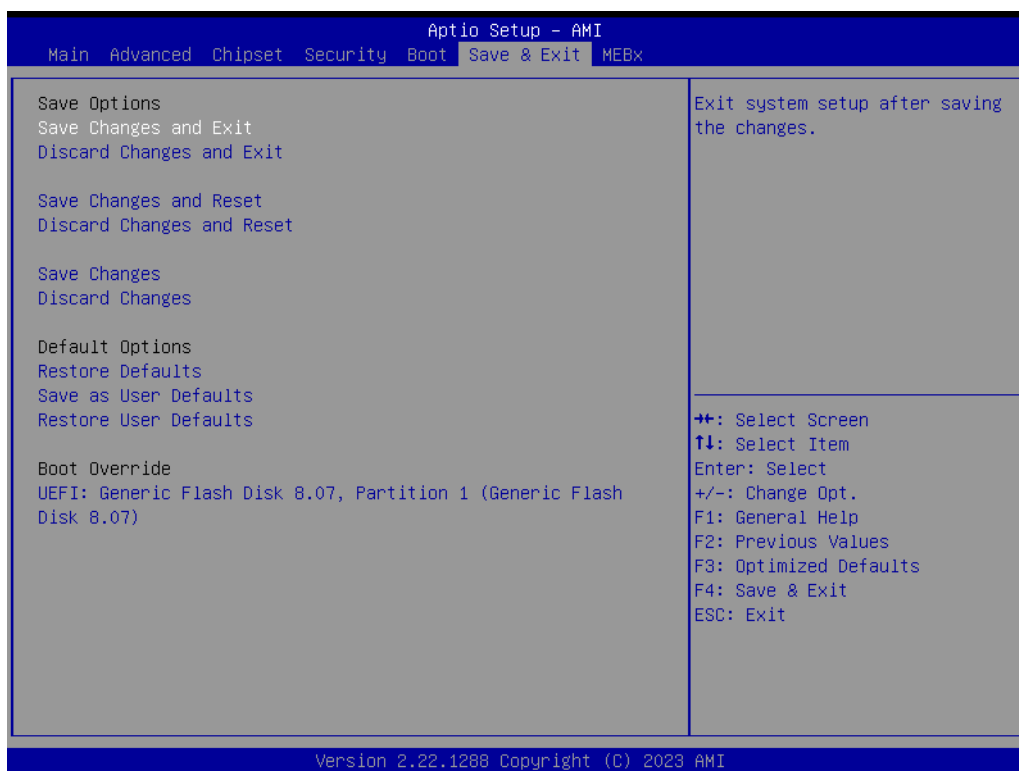 Aptio Setup – AMI
Main Advanced Chipset Security Boot Save & Exit MEBx
Save Options
Save Changes and Exit
Discard Changes and Exit
Save Changes and Reset
Discard Changes and Reset
Save Changes
Discard Changes
Default Options
Restore Defaults
Save as User Defaults
Restore User Defaults
Boot Override
UEFI: Generic Flash Disk 8.07, Partition 1 (Generic Flash
Disk 8.07)
Exit system setup after saving
the changes.
→←: Select Screen
↑↓: Select Item
Enter: Select
+/-: Change Opt.
F1: General Help
F2: Previous Values
F3: Optimized Defaults
F4: Save & Exit
ESC: Exit
Version 2.22.1288 Copyright (C) 2023 AMI